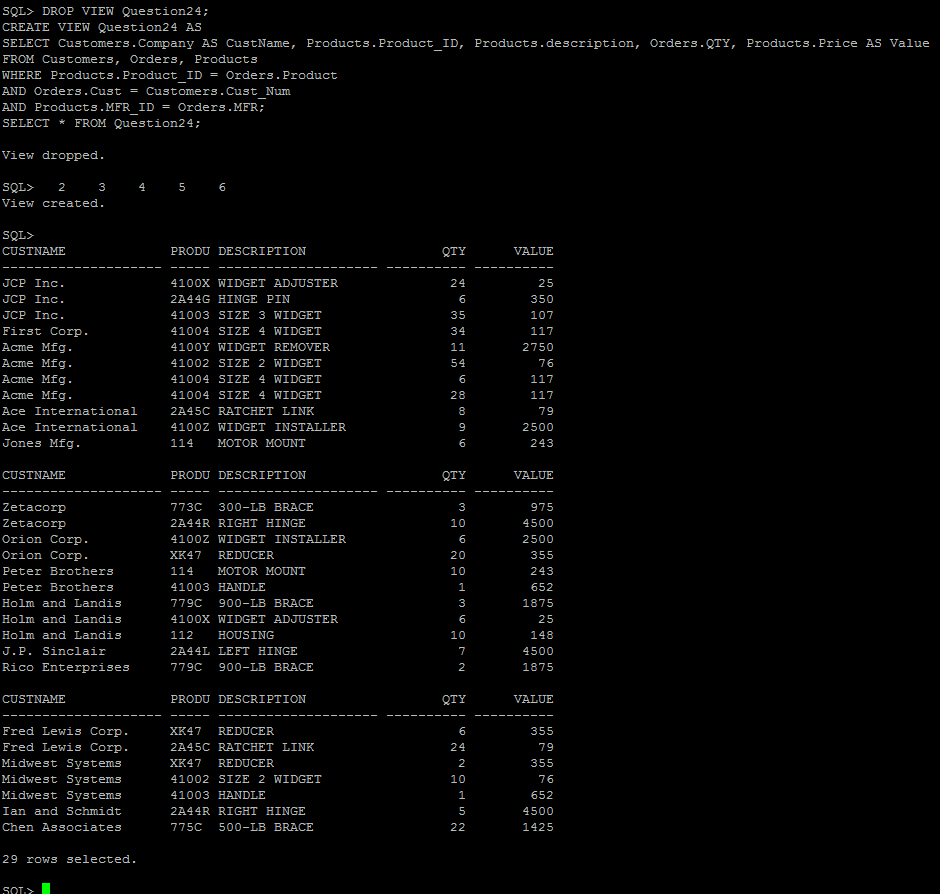 SQL> DROP VIEW Question24;
CREATE VIEW Question24 AS
SELECT Customers.Company AS CustName, Products.Product_ID, Products.description, Orders.QTY, Products.Price AS Value
FROM Customers, Orders, Products
WHERE Products.Product_ID = Orders.Product
AND Orders.Cust = Customers.Cust_Num
AND Products.MFR_ID = Orders.MFR;
SELECT * FROM Question24;

View dropped.

SQL>   2    3    4    5    6
View created.

SQL>
CUSTNAME             PRODU DESCRIPTION                 QTY      VALUE
-------------------- ----- -------------------- ---------- ----------
JCP Inc.             4100X WIDGET ADJUSTER              24         25
JCP Inc.             2A44G HINGE PIN                     6        350
JCP Inc.             41003 SIZE 3 WIDGET                35        107
First Corp.          41004 SIZE 4 WIDGET                34        117
Acme Mfg.            4100Y WIDGET REMOVER               11       2750
Acme Mfg.            41002 SIZE 2 WIDGET                54         76
Acme Mfg.            41004 SIZE 4 WIDGET                 6        117
Acme Mfg.            41004 SIZE 4 WIDGET                28        117
Ace International    2A45C RATCHET LINK                  8         79
Ace International    4100Z WIDGET INSTALLER              9       2500
Jones Mfg.           114   MOTOR MOUNT                   6        243

CUSTNAME             PRODU DESCRIPTION                 QTY      VALUE
-------------------- ----- -------------------- ---------- ----------
Zetacorp             773C  300-LB BRACE                  3        975
Zetacorp             2A44R RIGHT HINGE                  10       4500
Orion Corp.          4100Z WIDGET INSTALLER              6       2500
Orion Corp.          XK47  REDUCER                      20        355
Peter Brothers       114   MOTOR MOUNT                  10        243
Peter Brothers       41003 HANDLE                        1        652
Holm and Landis      779C  900-LB BRACE                  3       1875
Holm and Landis      4100X WIDGET ADJUSTER               6         25
Holm and Landis      112   HOUSING                      10        148
J.P. Sinclair        2A44L LEFT HINGE                    7       4500
Rico Enterprises     779C  900-LB BRACE                  2       1875

CUSTNAME             PRODU DESCRIPTION                 QTY      VALUE
-------------------- ----- -------------------- ---------- ----------
Fred Lewis Corp.     XK47  REDUCER                       6        355
Fred Lewis Corp.     2A45C RATCHET LINK                 24         79
Midwest Systems      XK47  REDUCER                       2        355
Midwest Systems      41002 SIZE 2 WIDGET                10         76
Midwest Systems      41003 HANDLE                        1        652
Ian and Schmidt      2A44R RIGHT HINGE                   5       4500
Chen Associates      775C  500-LB BRACE                 22       1425

29 rows selected.

SQL>